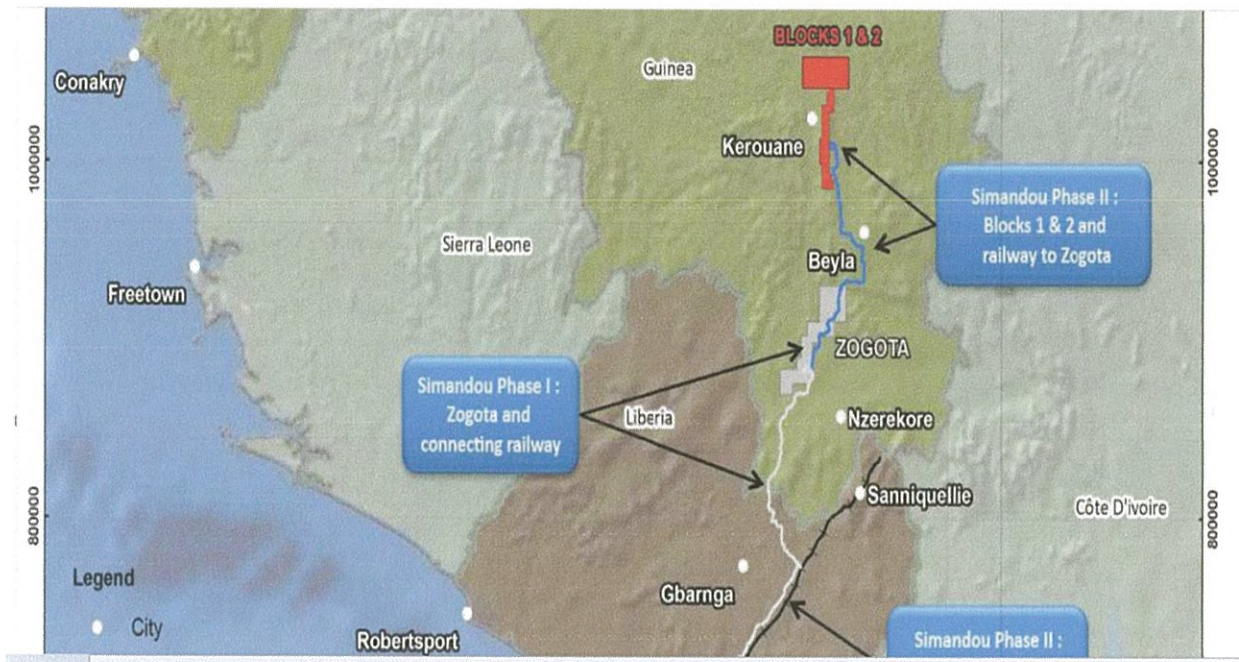 BLOCKS 1 & 2
Guinea
Conakry
Kerouane
1000000
1000000
Simandou Phase II :
Blocks 1 & 2 and
railway to Zogota
Sierra Leone
Beyla
Freetown
ZOGOTA
Simandou Phase I :
Zogota and
connecting railway
Liberia
Nzerekore
Sanniquellie
Côte D'ivoire
800000
800000
Legend
City
Gbarnga
Robertsport
Simandou Phase II :